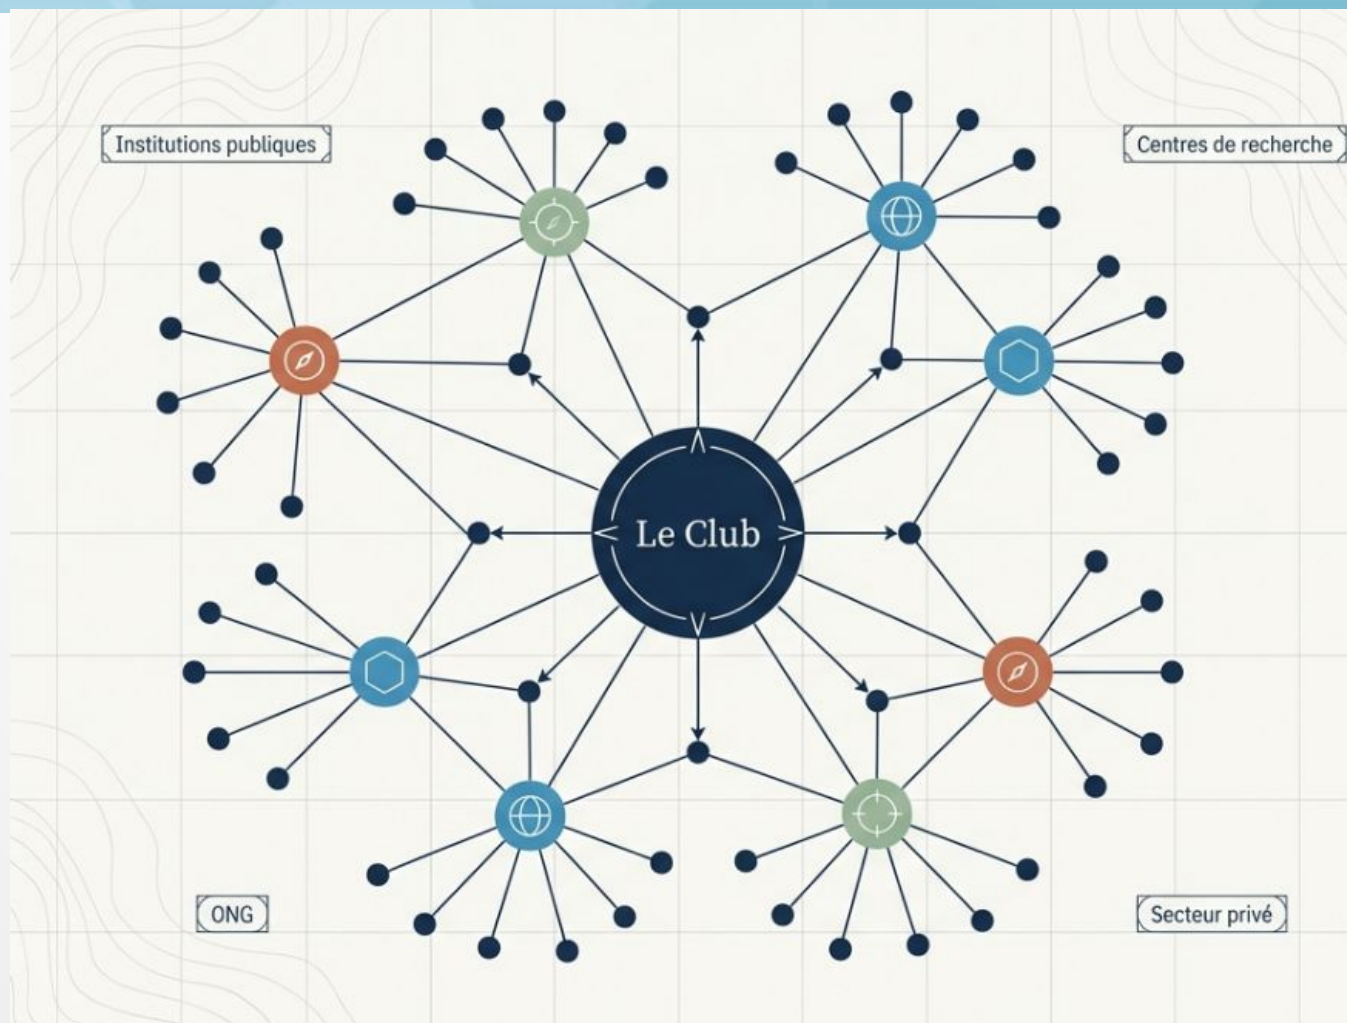 Institutions publiques
Centres de recherche
Le Club
ONG
Secteur privé